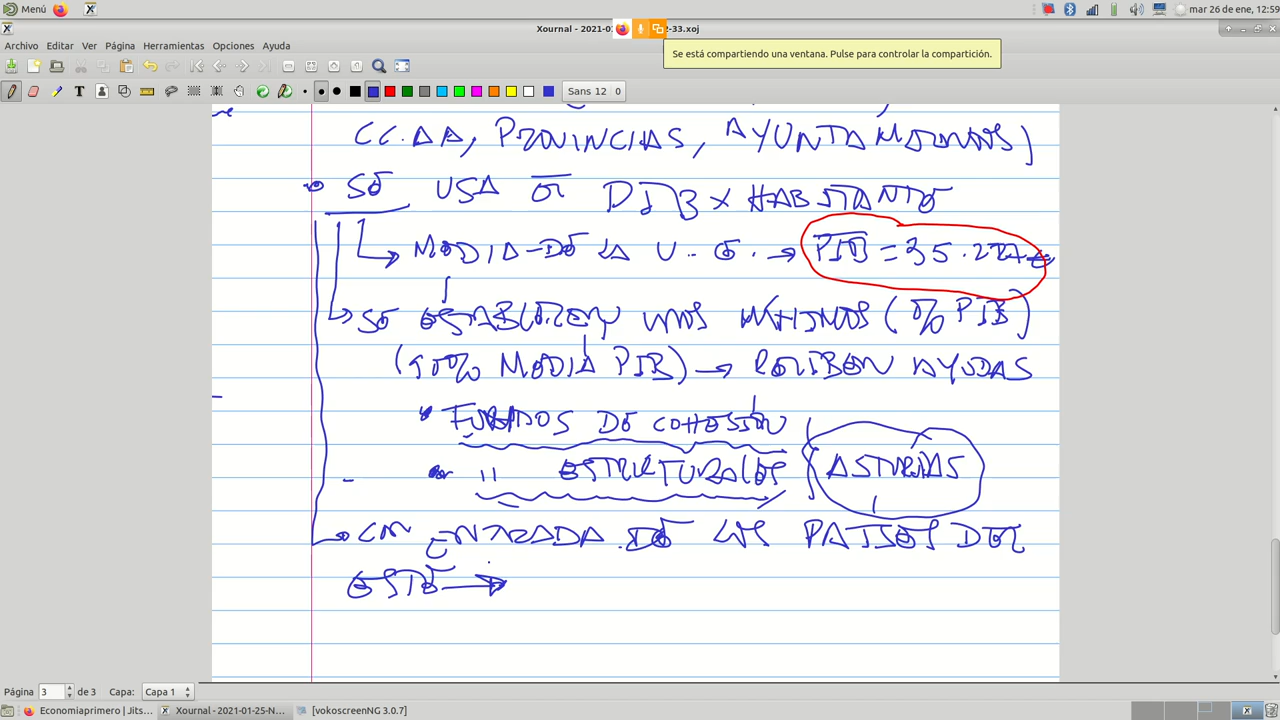 Menú
mar 26 de ene, 12:59
Xournal - 2021-01
2-33.xoj
Se está compartiendo una ventana. Pulse para controlar la compartición.
Archivo Editar Ver Página Herramientas Opciones Ayuda
Sans 12 0
CC.AA, PROVINCIAS, AYUNTAMIENTOS)
SE USA EL PIB x HABITANTE
MEDIA DE LA U.E. → PIB = 35.227€
SE ESTABLECEN UNOS MÍNIMOS (% PIB)
(90% MEDIA PIB) → RECIBEN AYUDAS
FONDOS DE COHESIÓN
" ESTRUCTURALES (ASTURIAS
CON ENTRADA DE LOS PAÍSES DEL
ESTE →
Página 3 de 3 Capa: Capa 1
Economiaprimero | Jits... Xournal - 2021-01-25-N... [vokoscreenNG 3.0.7]